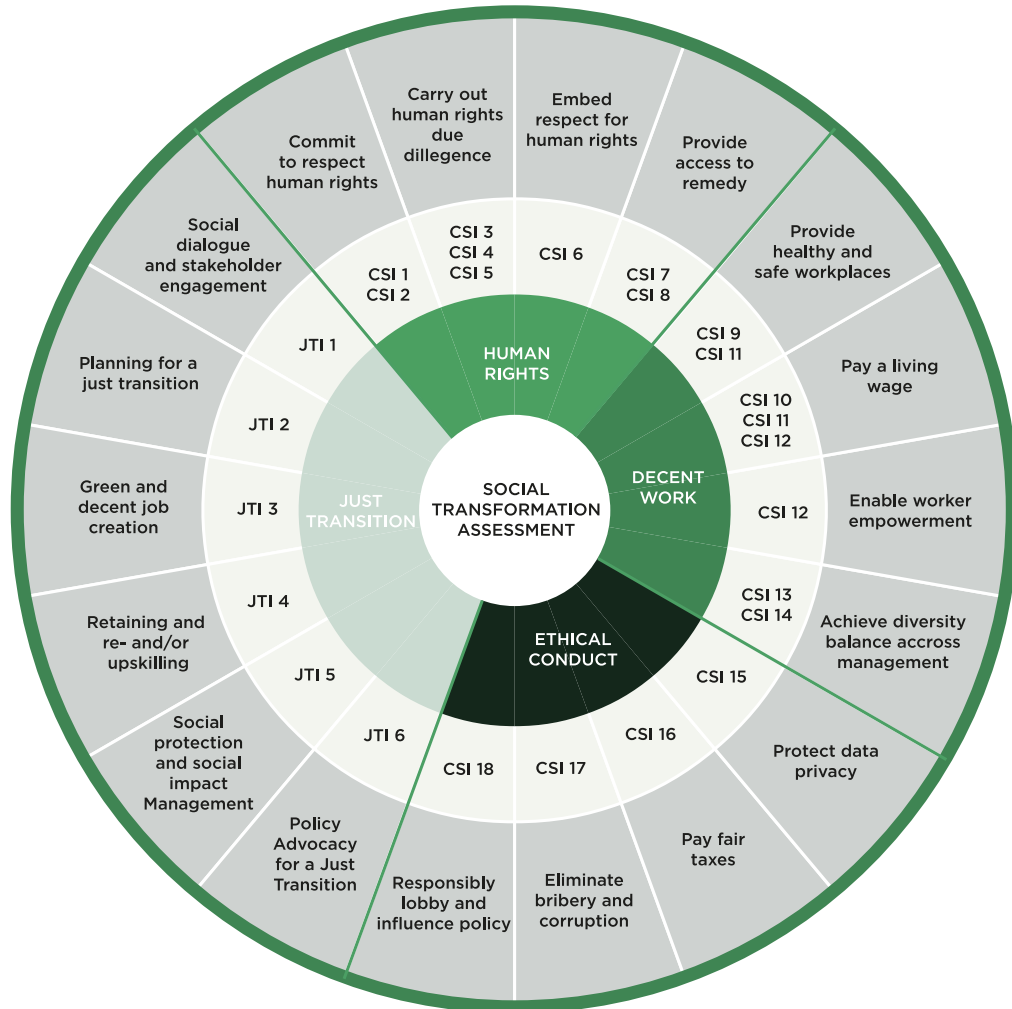 SOCIAL
TRANSFORMATION
ASSESSMENT
HUMAN
RIGHTS
Commit
to respect
human rights
CSI 1
CSI 2
Carry out
human rights
due
dillegence
CSI 3
CSI 4
CSI 5
Embed
respect for
human rights
CSI 6
Provide
access to
remedy
CSI 7
CSI 8
DECENT
WORK
Provide
healthy and
safe workplaces
CSI 9
CSI 11
Pay a living
wage
CSI 10
CSI 11
CSI 12
Enable worker
empowerment
CSI 12
Achieve diversity
balance accross
management
CSI 13
CSI 14
ETHICAL
CONDUCT
Protect data
privacy
CSI 15
Pay fair
taxes
CSI 16
Eliminate
bribery and
corruption
CSI 17
Responsibly
lobby and
influence policy
CSI 18
JUST
TRANSITION
Policy
Advocacy
for a Just
Transition
JTI 6
Social
protection
and social
impact
Management
JTI 5
Retaining and
re- and/or
upskilling
JTI 4
Green and
decent job
creation
JTI 3
Planning for a
just transition
JTI 2
Social
dialogue
and stakeholder
engagement
JTI 1